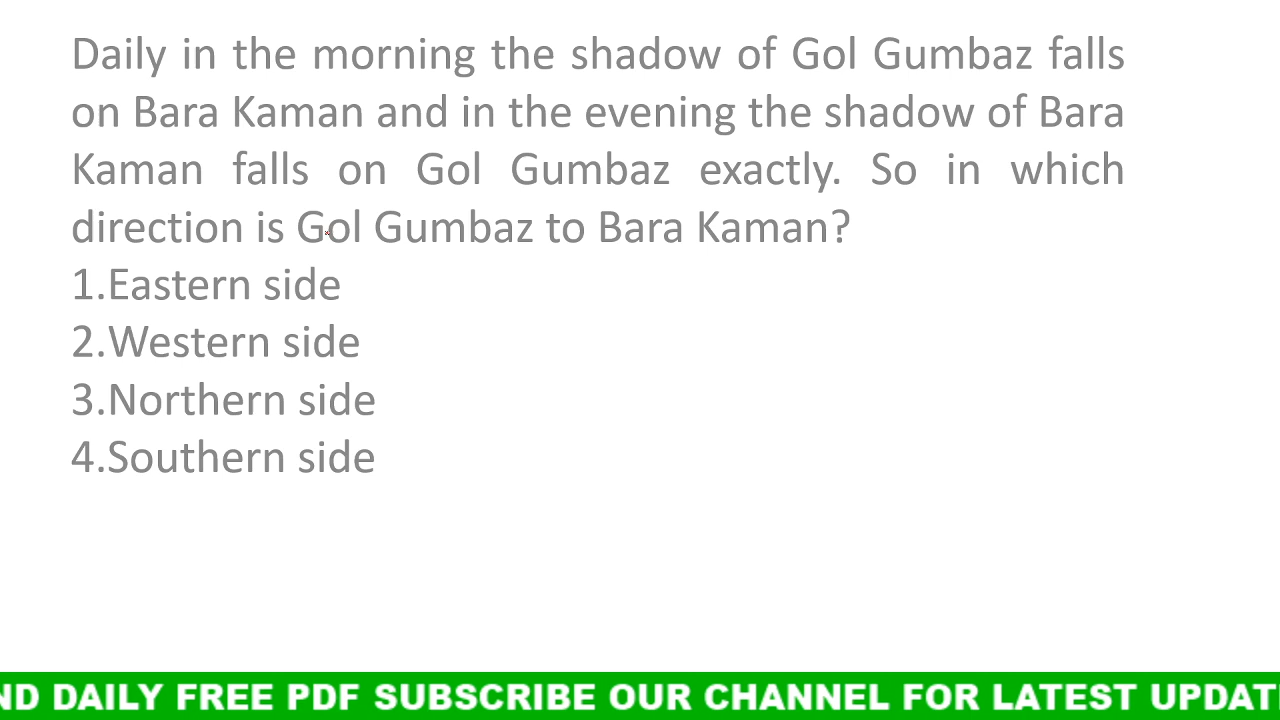 Daily in the morning the shadow of Gol Gumbaz falls
on Bara Kaman and in the evening the shadow of Bara
Kaman falls on Gol Gumbaz exactly. So in which
direction is Gol Gumbaz to Bara Kaman?
1.Eastern side
2.Western side
3.Northern side
4.Southern side
ND DAILY FREE PDF SUBSCRIBE OUR CHANNEL FOR LATEST UPDAT